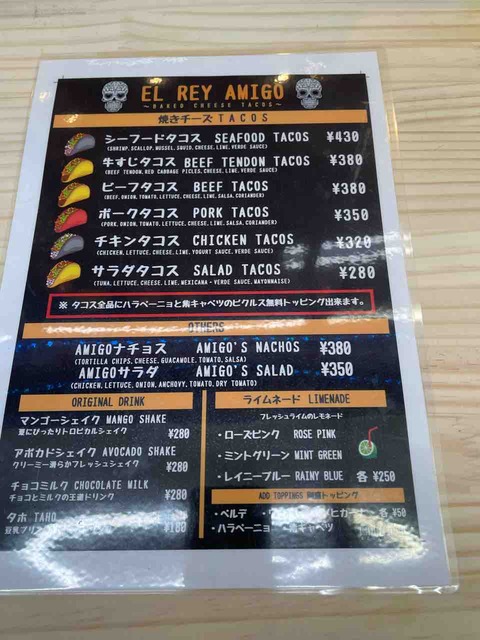 EL REY AMIGO
~BAKED CHEESE TACOS~
焼きチーズTACOS
シーフードタコス SEAFOOD TACOS ¥430
(SHRIMP, SCALLOP, MUSSEL, SQUID, CHEESE, LIME, VERDE SAUCE)
牛すじタコス BEEF TENDON TACOS ¥380
(BEEF TENDON, RED CABBAGE PICLES, CHEESE, LIME, VERDE SAUCE)
ビーフタコス BEEF TACOS ¥380
(BEEF, ONION, TOMATO, LETTUCE, CHEESE, LIME, SALSA, CORIANDER)
ポークタコス PORK TACOS ¥350
(PORK, UNION, TOMATO, LETTUCE, CHEESE, LIME, SALSA, CORIANDER)
チキンタコス CHICKEN TACOS ¥320
(CHICKEN, LETTUCE, CHEESE, LIME, YOGURT SAUCE, VERDE SAUCE)
サラダタコス SALAD TACOS ¥280
(TUNA, LETTUCE, CHEESE, LIME, MEXICANA・VERDE SAUCE, MAYONNAISE)
※ タコス全品にハラペーニョと紫キャベツのピクルス無料トッピング出来ます。
OTHERS
AMIGOナチョス AMIGO'S NACHOS ¥380
(TORTILLA CHIPS, CHEESE, GUACAMOLE, TOMATO, SALSA)
AMIGOサラダ AMIGO'S SALAD ¥350
(CHICKEN, LETTUCE, ONION, ANCHOVY, TOMATO, DRY TOMATO)
ORIGINAL DRINK
マンゴーシェイク MANGO SHAKE
夏にぴったりトロピカルシェイク ¥280
アボカドシェイク AVOCADO SHAKE
クリーミー滑らかフレッシュシェイク ¥280
チョコミルク CHOCOLATE MILK
チョコとミルクの王道ドリンク ¥280
タホ TAHO
豆乳プリン ¥180
ライムネード LIMENADE
フレッシュライムのレモネード
・ローズピンク ROSE PINK
・ミントグリーン MINT GREEN
・レイニーブルー RAINY BLUE 各 ¥250
ADD TOPPINGS トッピング
・ベルデ 各 ¥50
・ハラペーニョ ・紫キャベツ